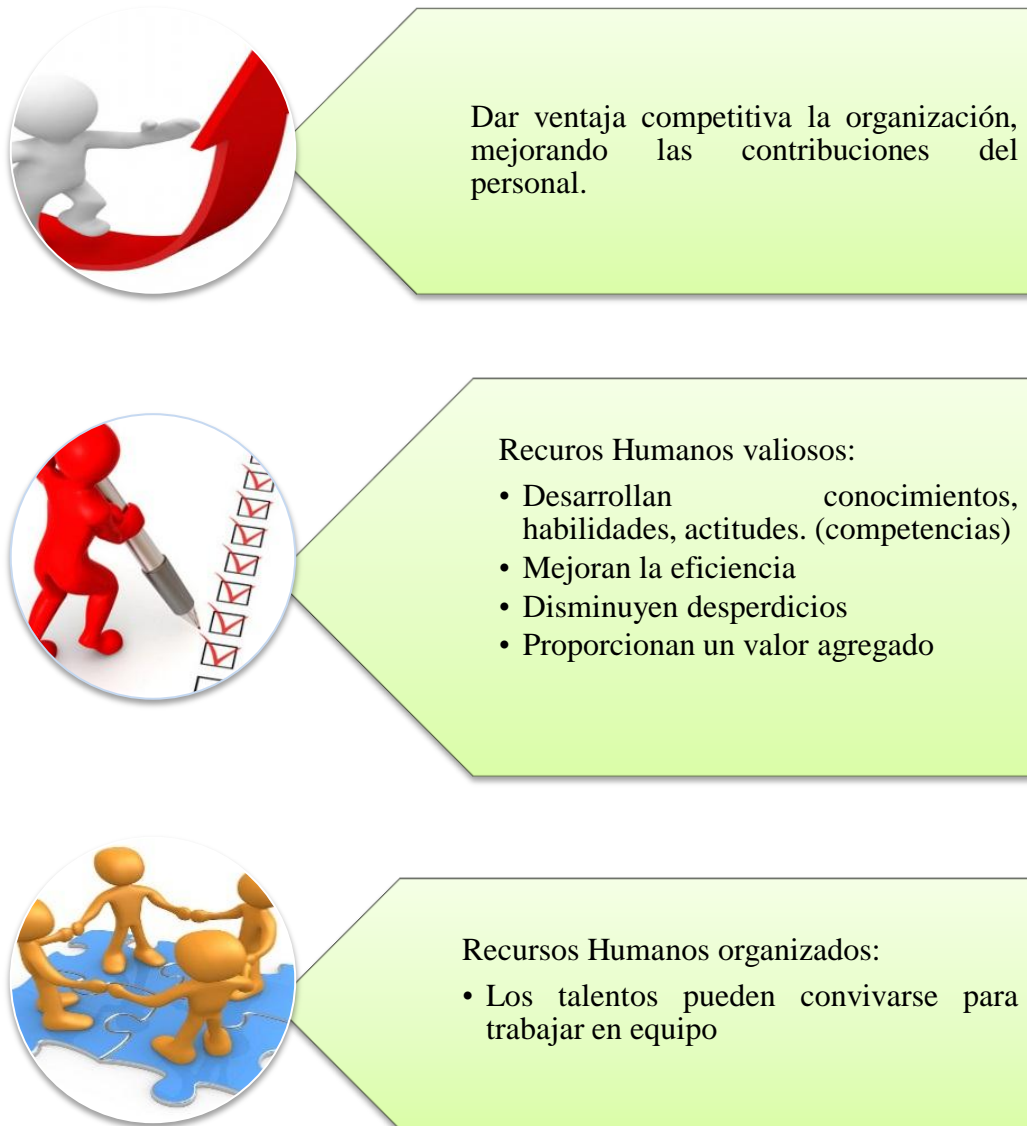 Dar ventaja competitiva la organización,
mejorando las contribuciones del
personal.
Recuros Humanos valiosos:
• Desarrollan conocimientos,
habilidades, actitudes. (competencias)
• Mejoran la eficiencia
• Disminuyen desperdicios
• Proporcionan un valor agregado
Recursos Humanos organizados:
• Los talentos pueden convivarse para
trabajar en equipo